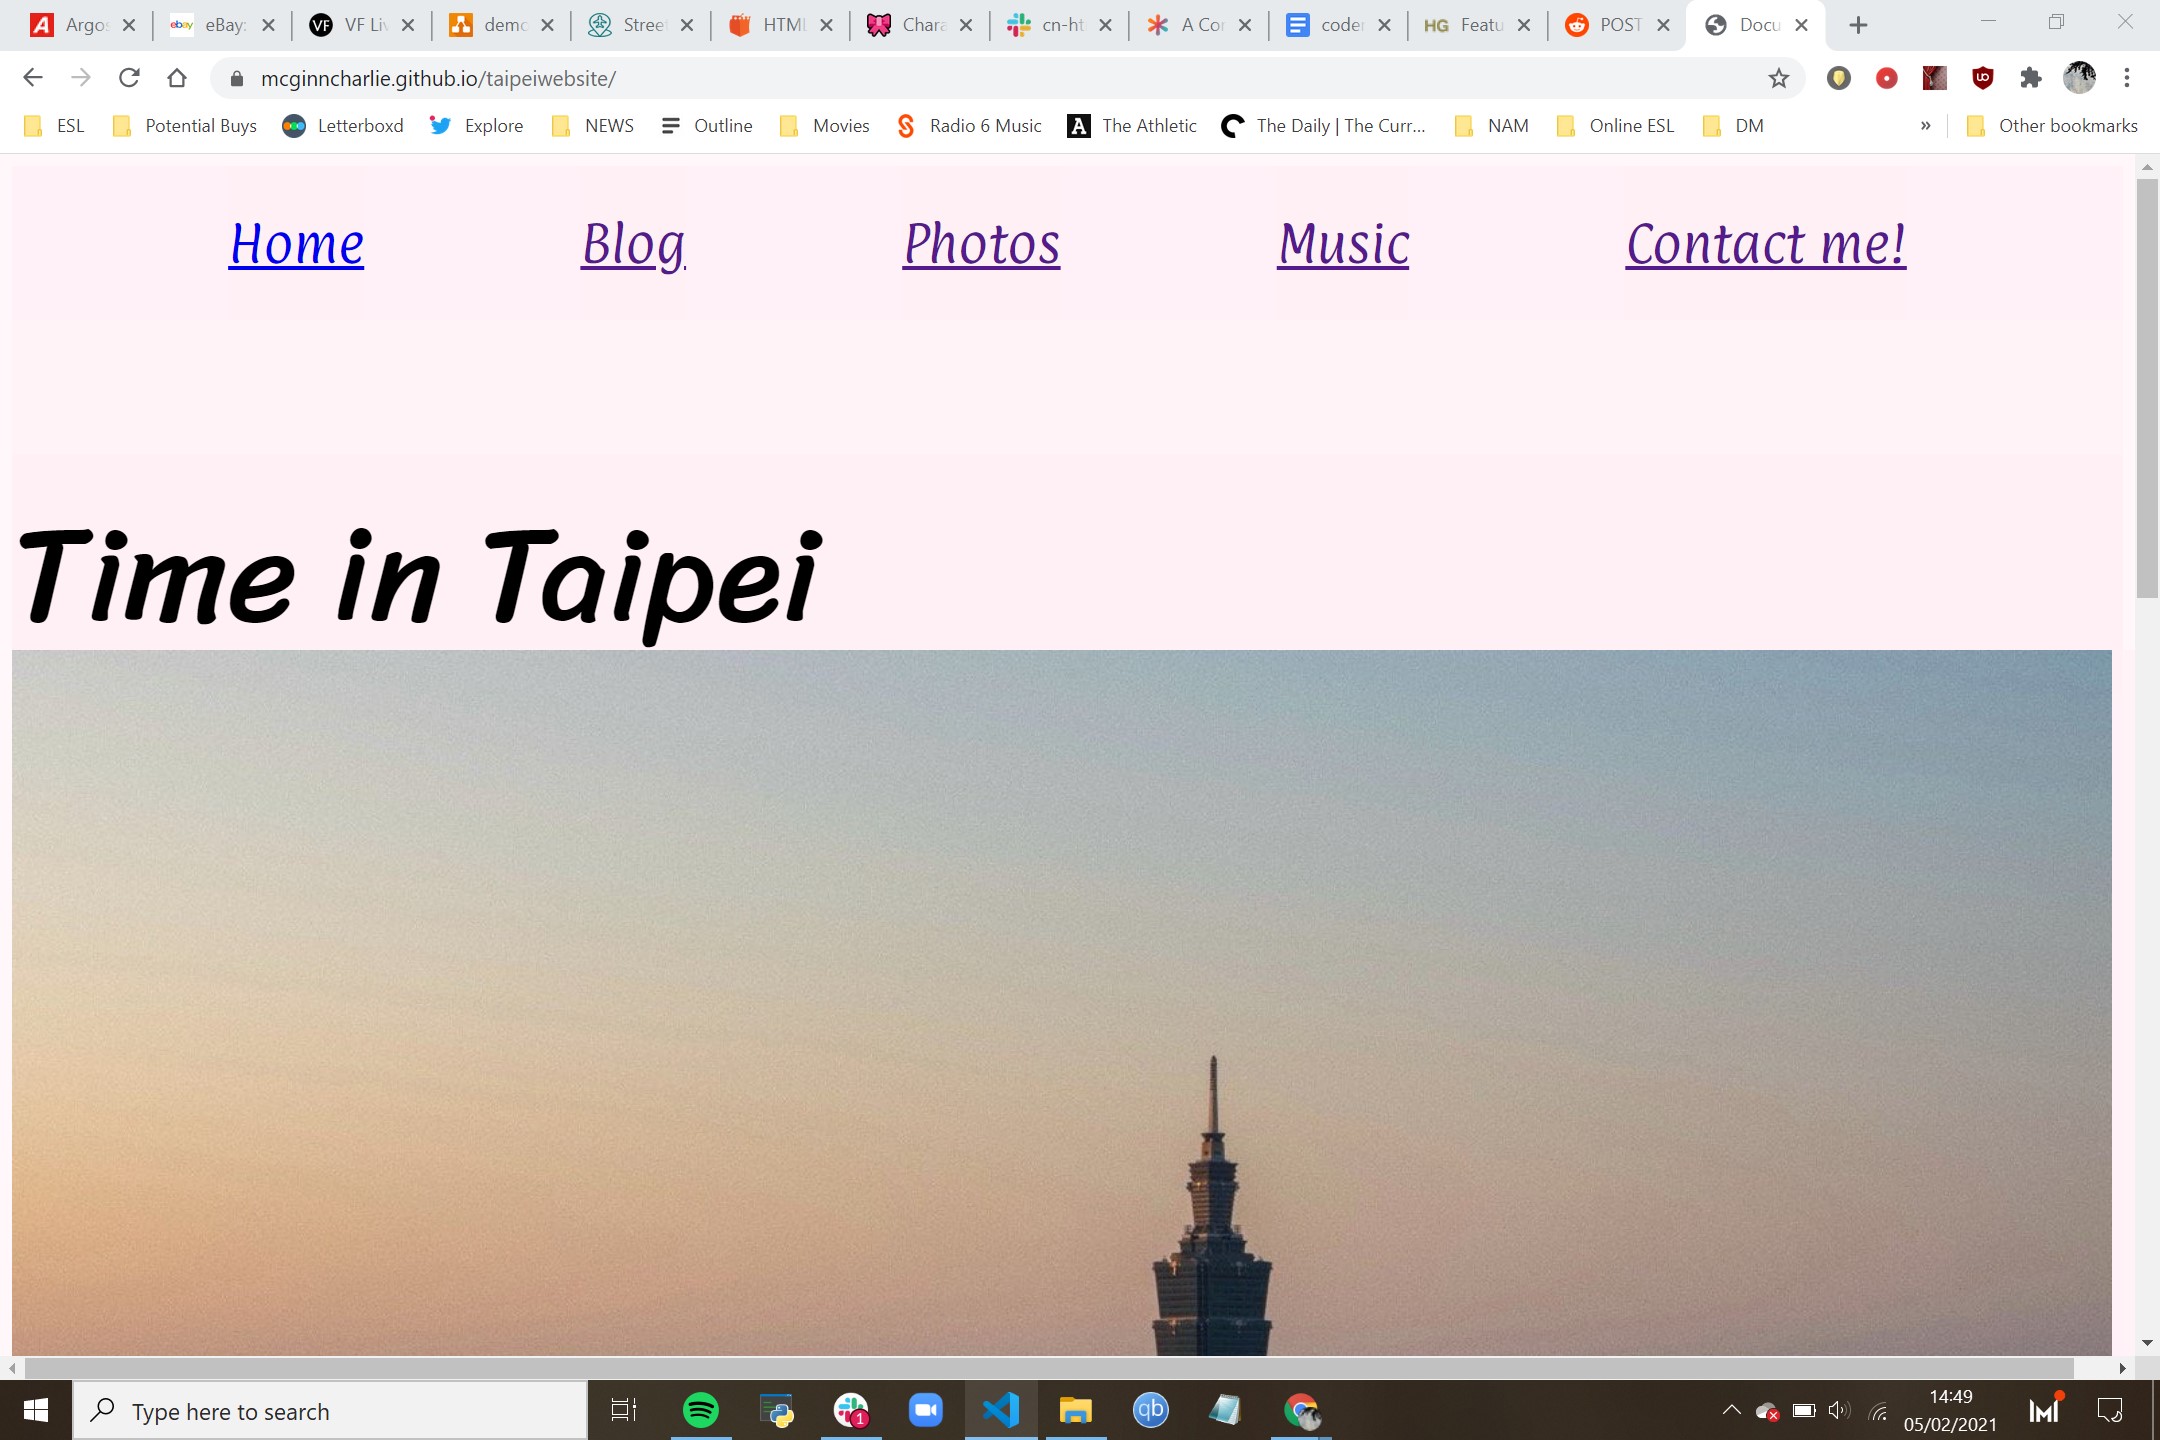 Argos
eBay:
VF Liv
demo
Street
HTML
Chara
cn-ht
A Cor
coder
Featu
POST
Docu
mcginncharlie.github.io/taipeiwebsite/
ESL
Potential Buys
Letterboxd
Explore
NEWS
Outline
Movies
Radio 6 Music
The Athletic
The Daily | The Curr...
NAM
Online ESL
DM
»
Other bookmarks
Home
Blog
Photos
Music
Contact me!
Time in Taipei
Type here to search
1
qb
14:49
05/02/2021